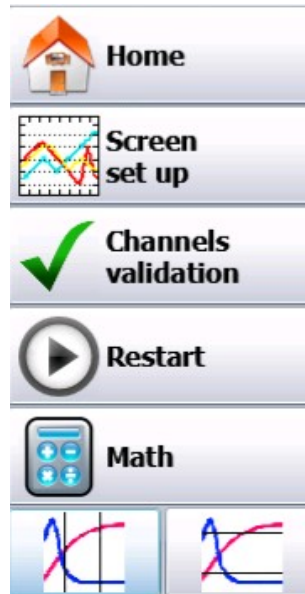 Home
Screen
set up
Channels
validation
Restart
Math